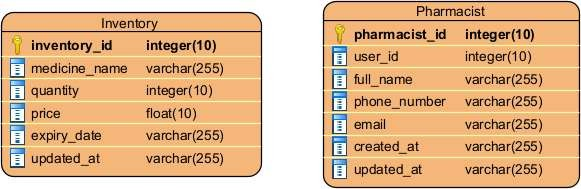 Inventory
inventory_id integer(10)
medicine_name varchar(255)
quantity integer(10)
price float(10)
expiry_date varchar(255)
updated_at varchar(255)
Pharmacist
pharmacist_id integer(10)
user_id integer(10)
full_name varchar(255)
phone_number varchar(255)
email varchar(255)
created_at varchar(255)
updated_at varchar(255)